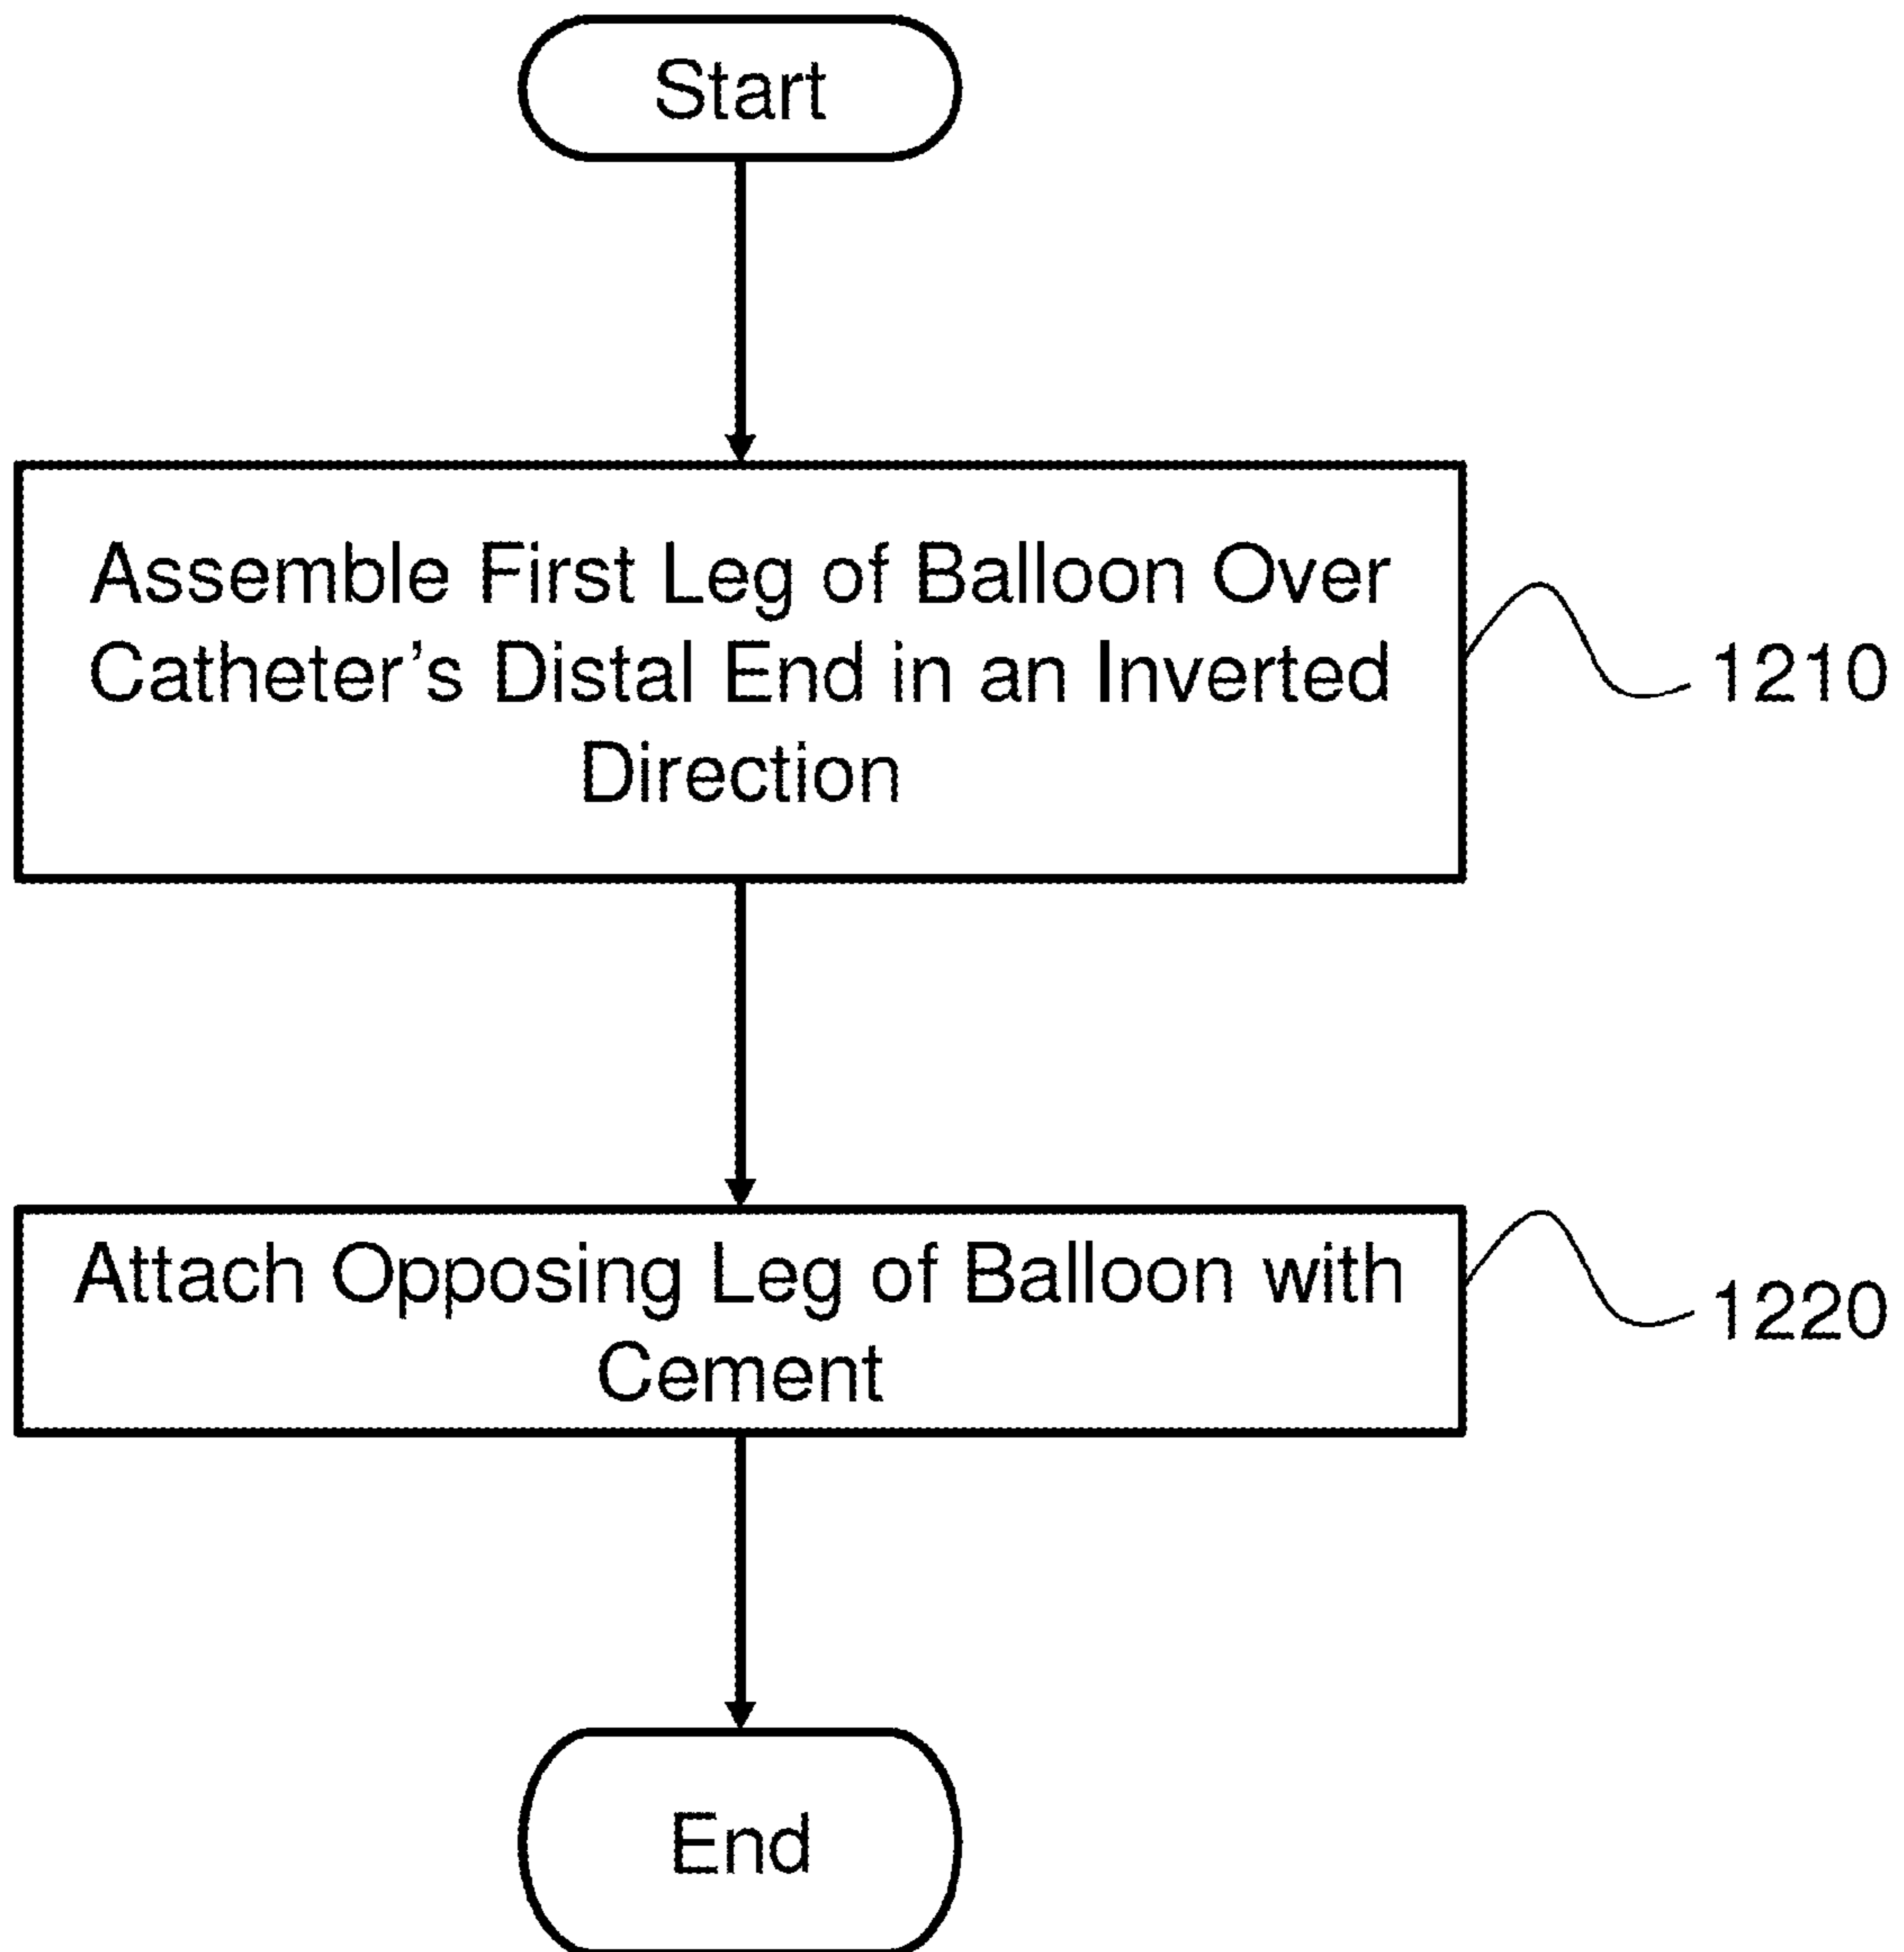 Start
Assemble First Leg of Balloon Over
Catheter’s Distal End in an Inverted
Direction
1210
Attach Opposing Leg of Balloon with
Cement
1220
End